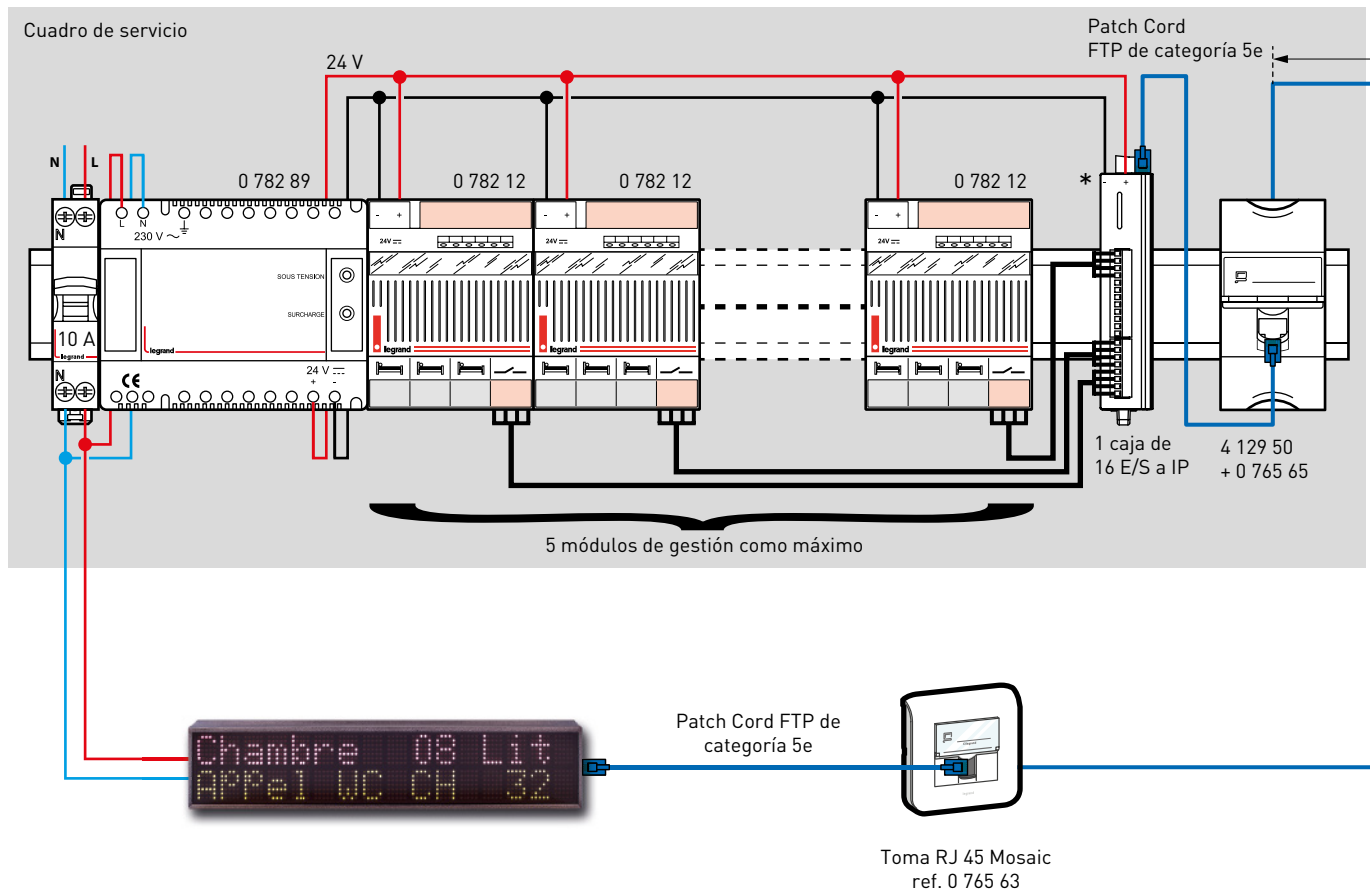 Cuadro de servicio
Patch Cord
FTP de categoría 5e
24 V
N L
0 782 89
0 782 12
0 782 12
0 782 12
*
- +
L N
230 V ~
- +
- +
- +
24V
24V
24V
N
SOUS TENSION
SURCHARGE
10 A
legrand
legrand
legrand
legrand
legrand
N
CE
24 V
+ -
1 caja de
16 E/S a IP
4 129 50
+ 0 765 65
5 módulos de gestión como máximo
Chambre 08 Lit
APPel WC CH 32
Patch Cord FTP de
categoría 5e
legrand
Toma RJ 45 Mosaic
ref. 0 765 63